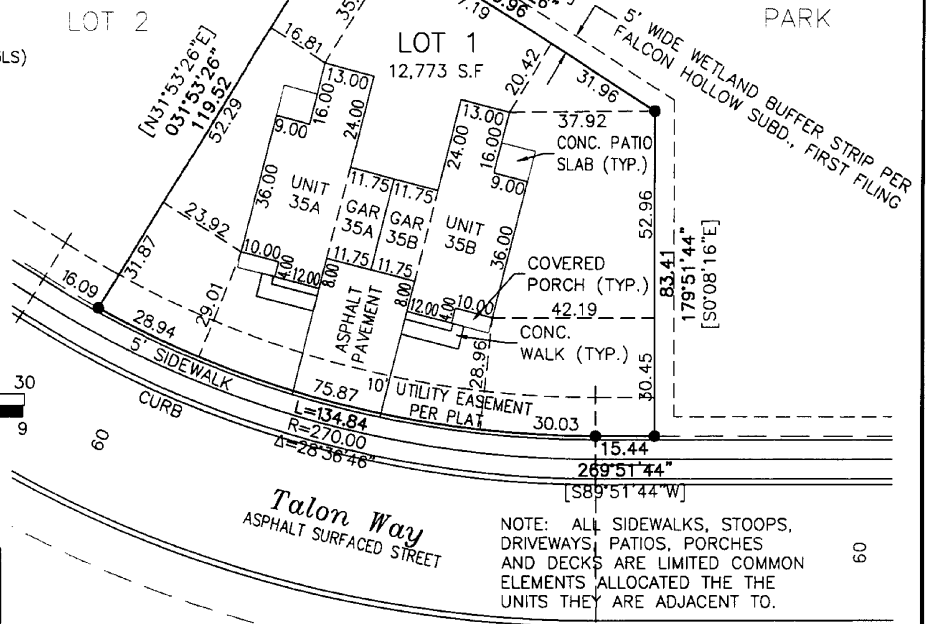 LOT 2
GLS)
[N31°53'26"E]
031°53'26"
119.52
52.29
31.87
16.81
LOT 1
12,773 S.F
PARK
5' WIDE WETLAND BUFFER STRIP PER
FALCON HOLLOW SUBD., FIRST FILING
7.19
20.42
31.96
13.00
16.00
24.00
9.00
36.00
UNIT
35A
11.75
11.75
GAR
35A
GAR
35B
13.00
24.00
16.00
9.00
UNIT
35B
36.00
37.92
CONC. PATIO
SLAB (TYP.)
52.96
83.41
179°51'44"
[S0°08'16"E]
23.92
10.00
4.00
12.00
8.00
11.75
11.75
8.00
12.00
4.00
10.00
COVERED
PORCH (TYP.)
42.19
CONC.
WALK (TYP.)
ASPHALT
PAVEMENT
16.09
29.01
28.94
28.96
30.45
5' SIDEWALK
CURB
75.87
10' UTILITY EASEMENT
PER PLAT
30.03
L=134.84
R=270.00
Δ=28°36'46"
15.44
269°51'44"
[S89°51'44"W]
30
9
60
Talon Way
ASPHALT SURFACED STREET
NOTE: ALL SIDEWALKS, STOOPS,
DRIVEWAYS, PATIOS, PORCHES
AND DECKS ARE LIMITED COMMON
ELEMENTS ALLOCATED THE THE
UNITS THEY ARE ADJACENT TO.
60